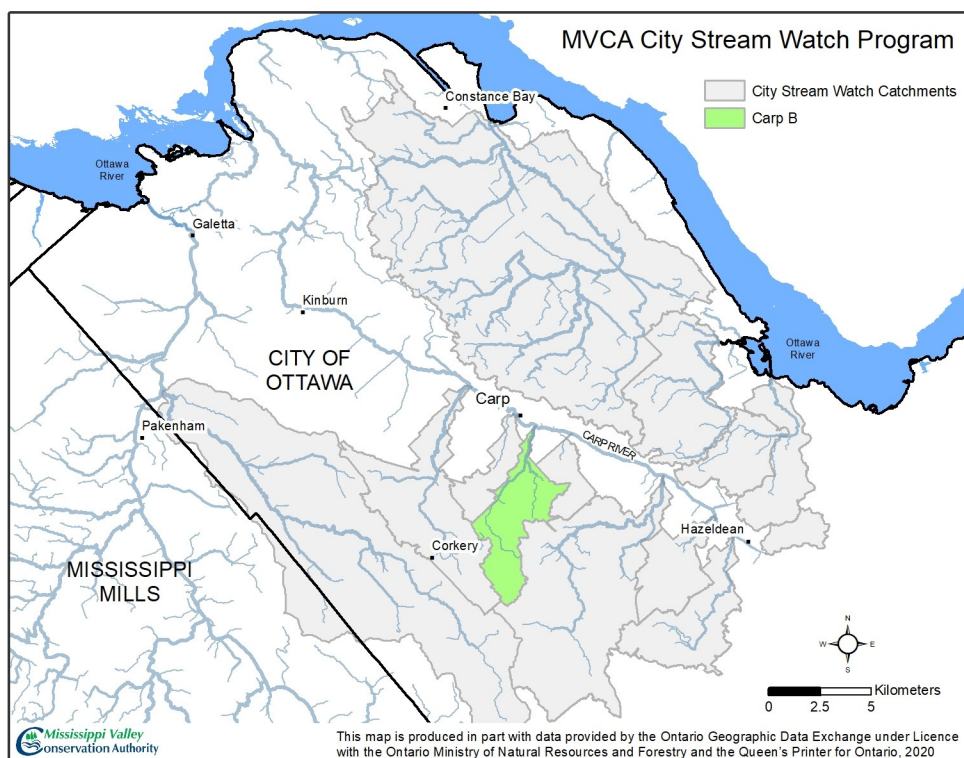 MVCA City Stream Watch Program
City Stream Watch Catchments
Carp B
Constance Bay
Ottawa
River
Galetta
Kinburn
CITY OF
OTTAWA
Ottawa
River
Carp
CARP RIVER
Pakenham
Hazeldean
Corkery
MISSISSIPPI
MILLS
N
W E
S
Kilometers
0 2.5 5
Mississippi Valley
Conservation Authority
This map is produced in part with data provided by the Ontario Geographic Data Exchange under Licence
with the Ontario Ministry of Natural Resources and Forestry and the Queen's Printer for Ontario, 2020